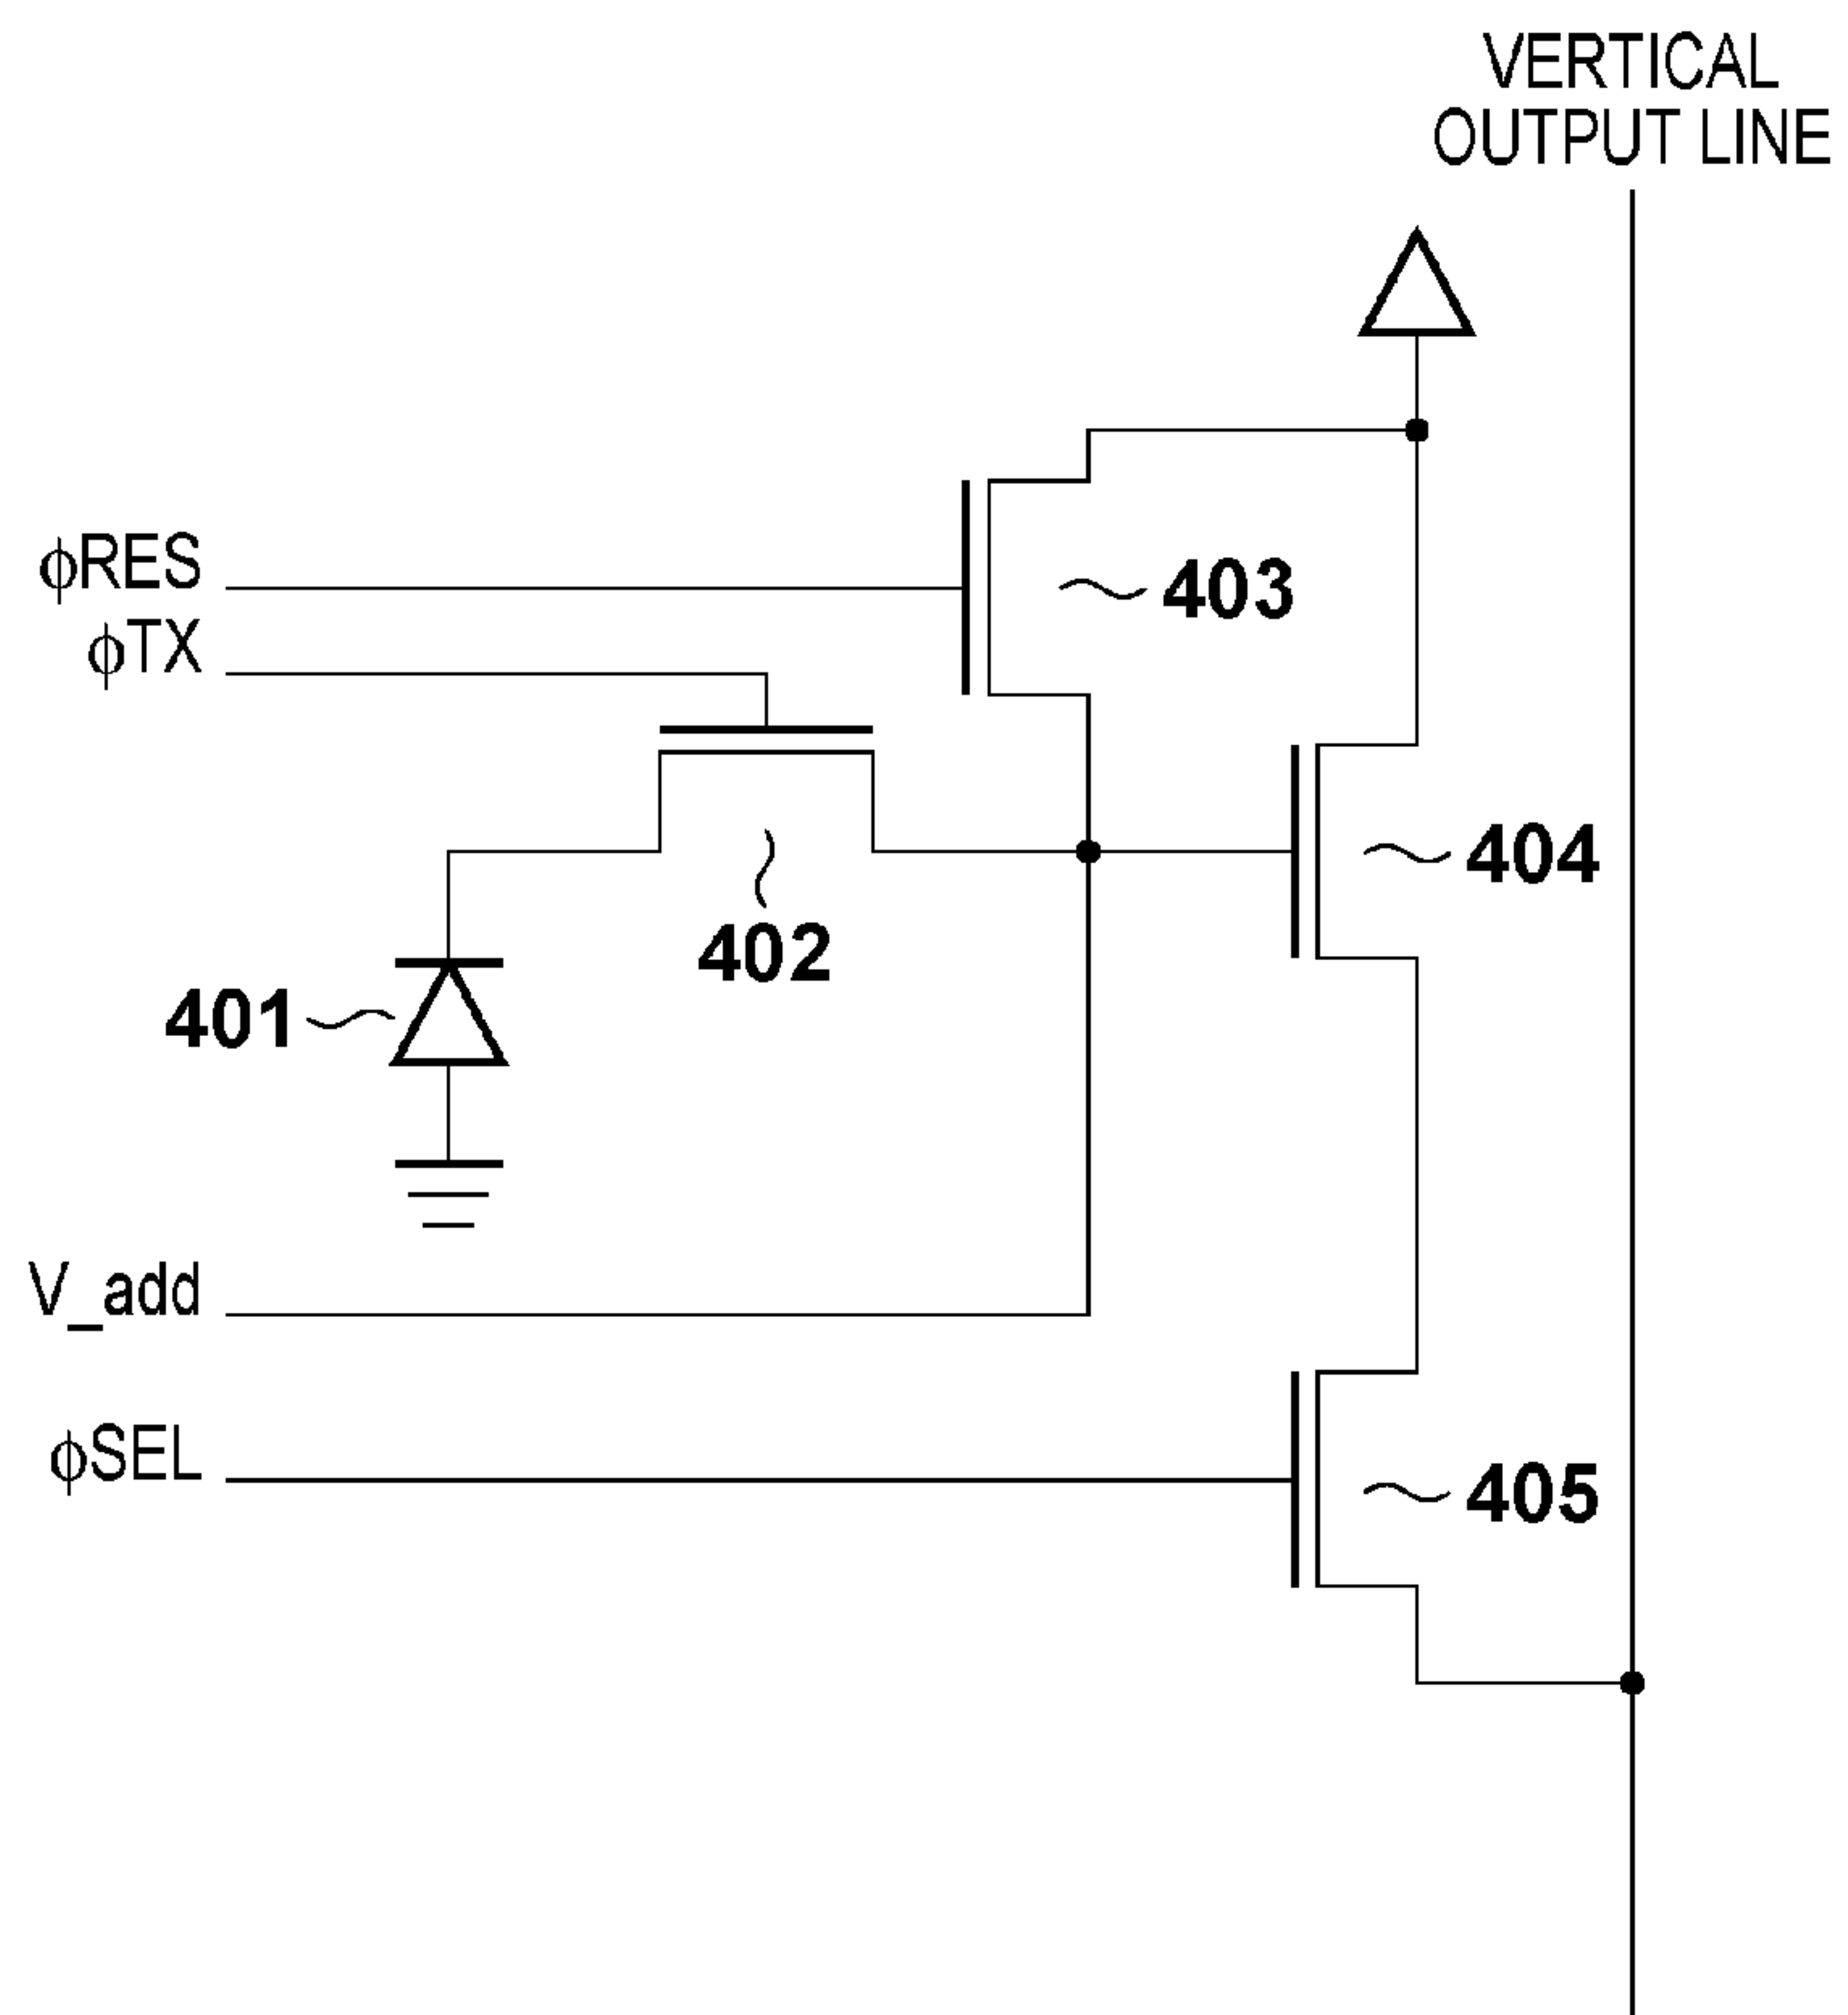 VERTICAL
OUTPUT LINE
ϕRES
403
ϕTX
404
402
401
V_add
ϕSEL
405